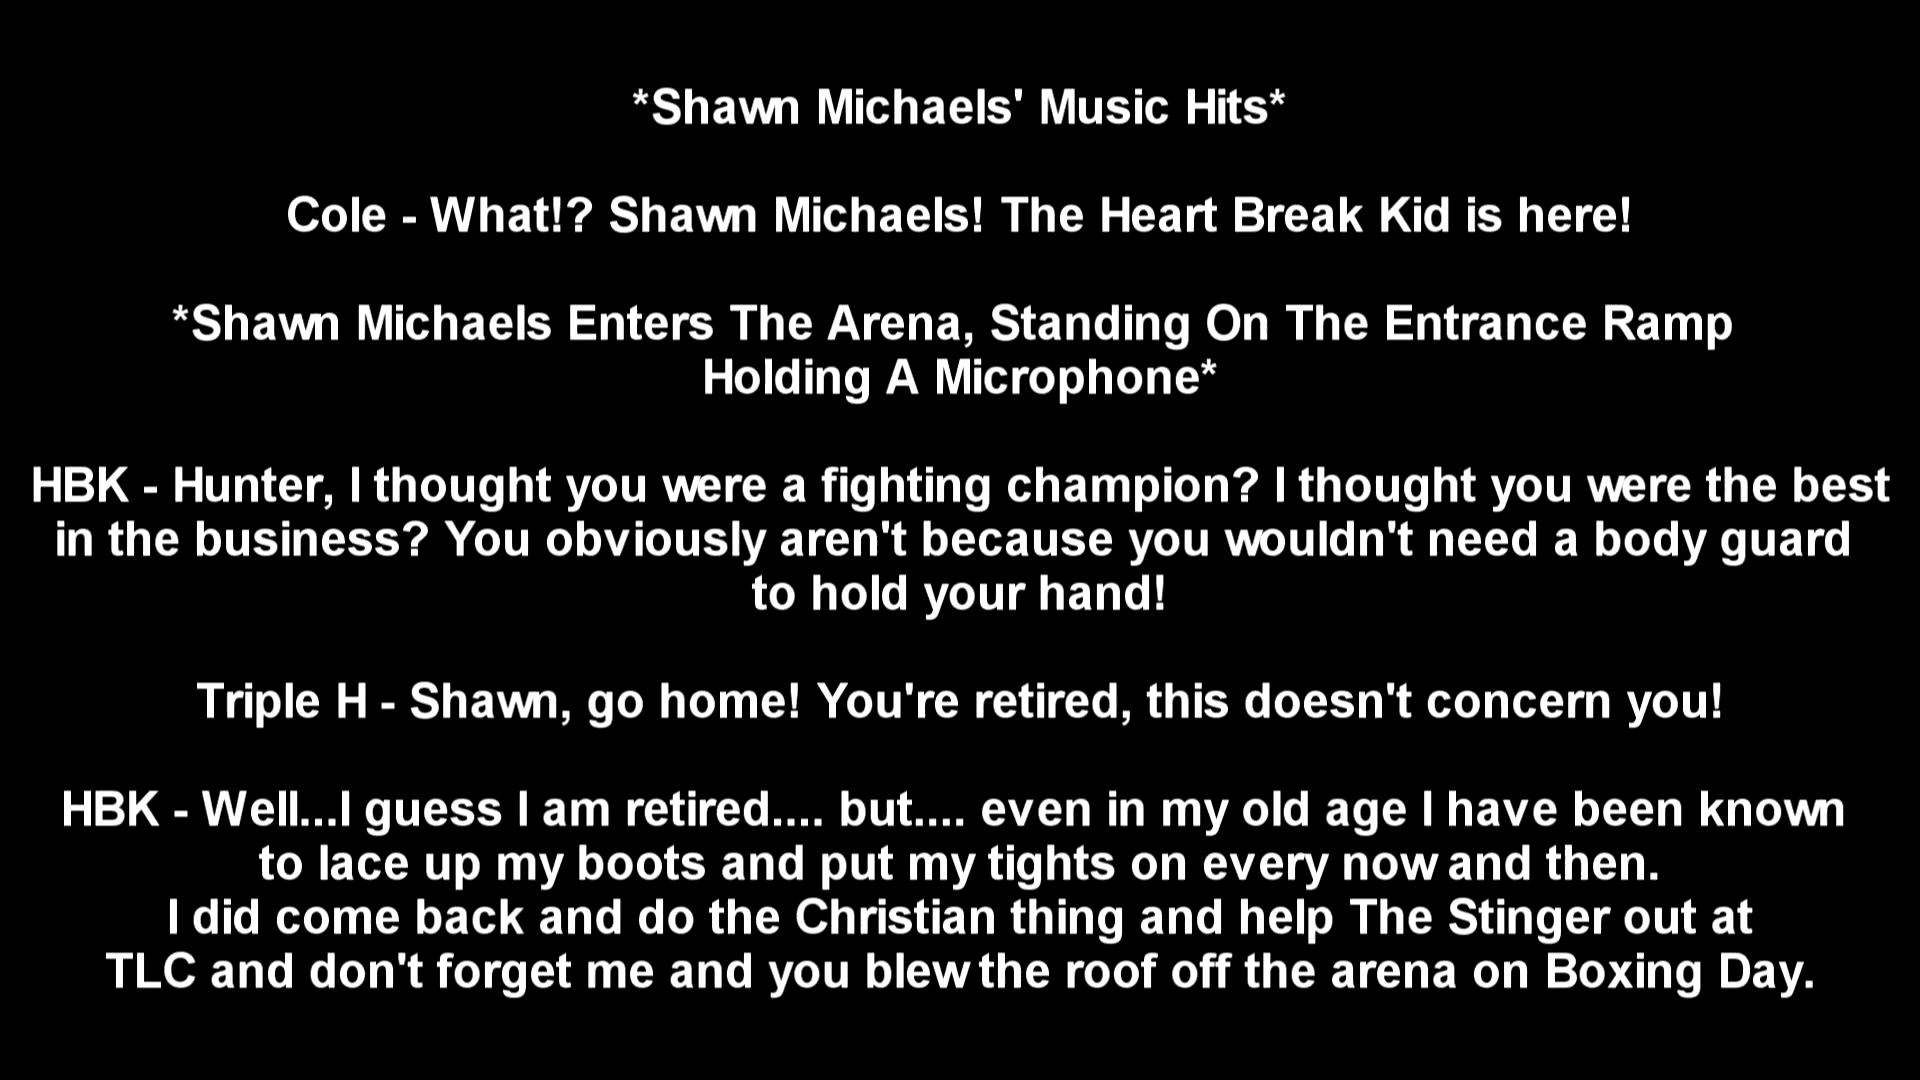 *Shawn Michaels' Music Hits*
Cole - What!? Shawn Michaels! The Heart Break Kid is here!
*Shawn Michaels Enters The Arena, Standing On The Entrance Ramp
Holding A Microphone*
HBK - Hunter, I thought you were a fighting champion? I thought you were the best
in the business? You obviously aren't because you wouldn't need a body guard
to hold your hand!
Triple H - Shawn, go home! You're retired, this doesn't concern you!
HBK - Well...I guess I am retired.... but.... even in my old age I have been known
to lace up my boots and put my tights on every now and then.
I did come back and do the Christian thing and help The Stinger out at
TLC and don't forget me and you blew the roof off the arena on Boxing Day.